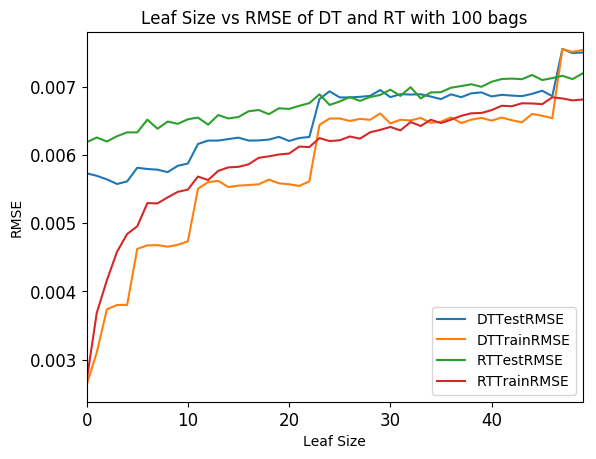 Leaf Size vs RMSE of DT and RT with 100 bags
RMSE
0.007
0.006
0.005
0.004
0.003
DTTestRMSE
DTTrainRMSE
RTTestRMSE
RTTrainRMSE
0 10 20 30 40
Leaf Size